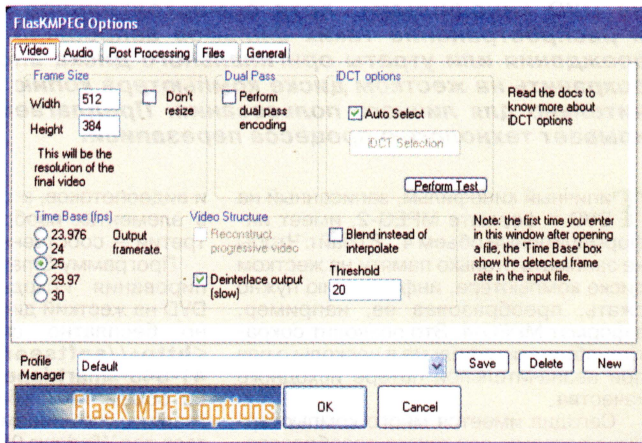 FlasKMPEG Options
Video Audio Post Processing Files General
Frame Size
Width 512
Height 384
Don't
resize
This will be the
resolution of the
final video
Dual Pass
Perform
dual pass
encoding
iDCT options
Auto Select
iDCT Selection
Perform Test
Read the docs to
know more about
iDCT options
Time Base (fps)
23.976
24
25
29.97
30
Output
framerate.
Video Structure
Reconstruct
progressive video
Deinterlace output
(slow)
Blend instead of
interpolate
Threshold
20
Note: the first time you enter
in this window after opening
a file, the 'Time Base' box
show the detected frame
rate in the input file.
Profile
Manager
Default
Save Delete New
FlasK MPEG options
OK Cancel